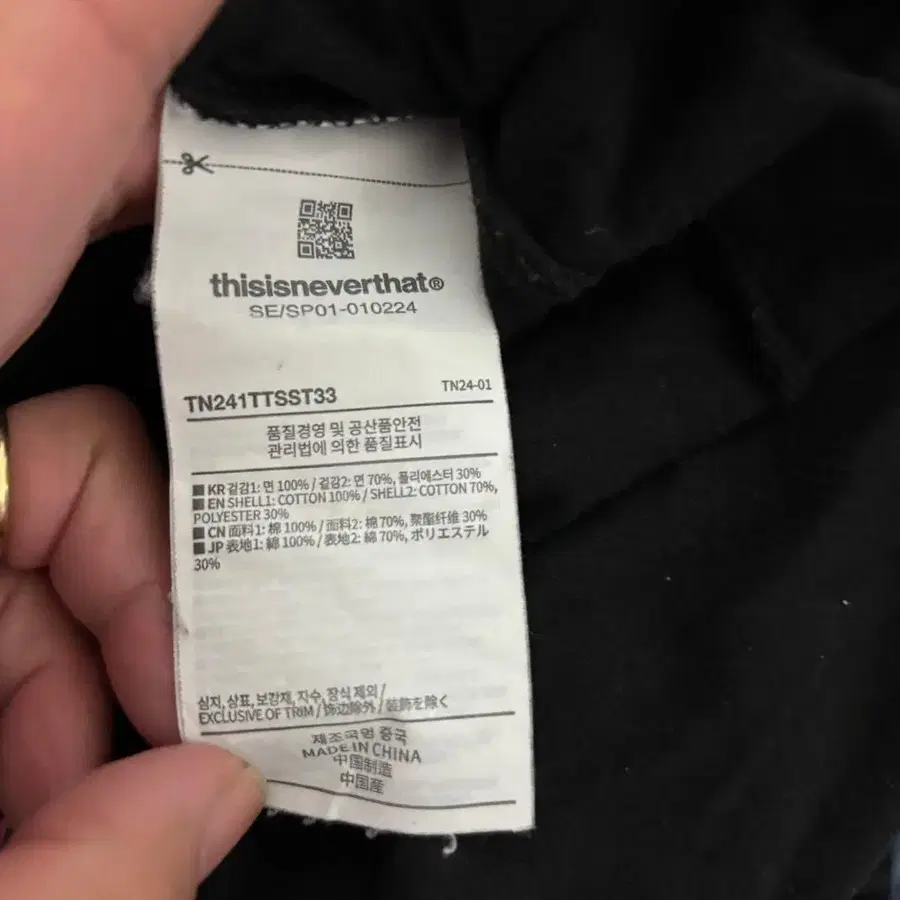 thisisneverthat®
SE/SP01-010224
TN241TTSST33
TN24-01
품질경영 및 공산품안전
관리법에 의한 품질표시
■ KR 겉감1: 면 100% / 겉감2: 면 70%, 폴리에스터 30%
■ EN SHELL1: COTTON 100% / SHELL2: COTTON 70%,
POLYESTER 30%
■ CN 面料1: 棉 100% / 面料2: 棉 70%, 聚酯纤维 30%
■ JP 表地1: 綿 100% / 表地2: 綿 70%, ポリエステル
30%
심지, 상표, 보강재, 자수, 장식 제외 /
EXCLUSIVE OF TRIM / 饰边除外 / 装飾を除く
제조국명 중국
MADE IN CHINA
中国制造
中国産